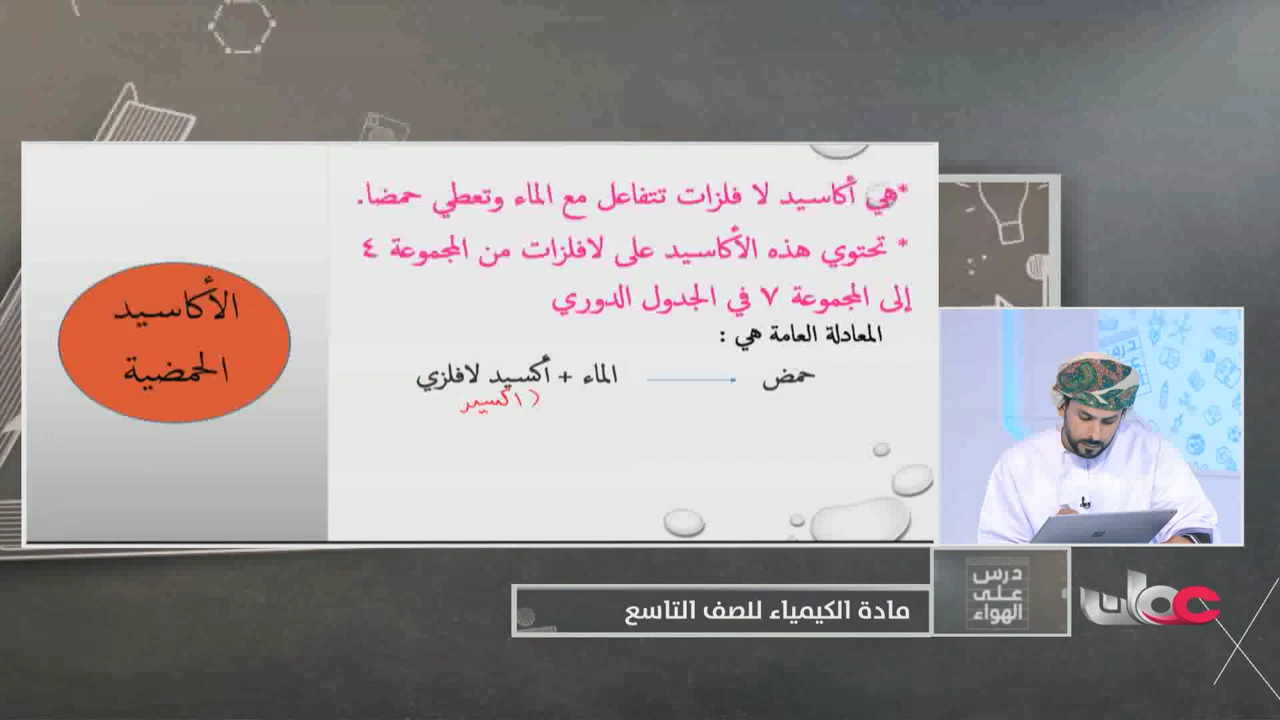 *هي أكاسيد لا فلزات تتفاعل مع الماء وتعطي حمضا.
* تحتوي هذه الأكاسيد على لافلزات من المجموعة ٤
إلى المجموعة ٧ في الجدول الدوري
المعادلة العامة هي :
حمض
الماء + أكسيد لافلزي
( اكسيد
الأكاسيد
الحمضية
درس
على
الهواء
مادة الكيمياء للصف التاسع
عمان